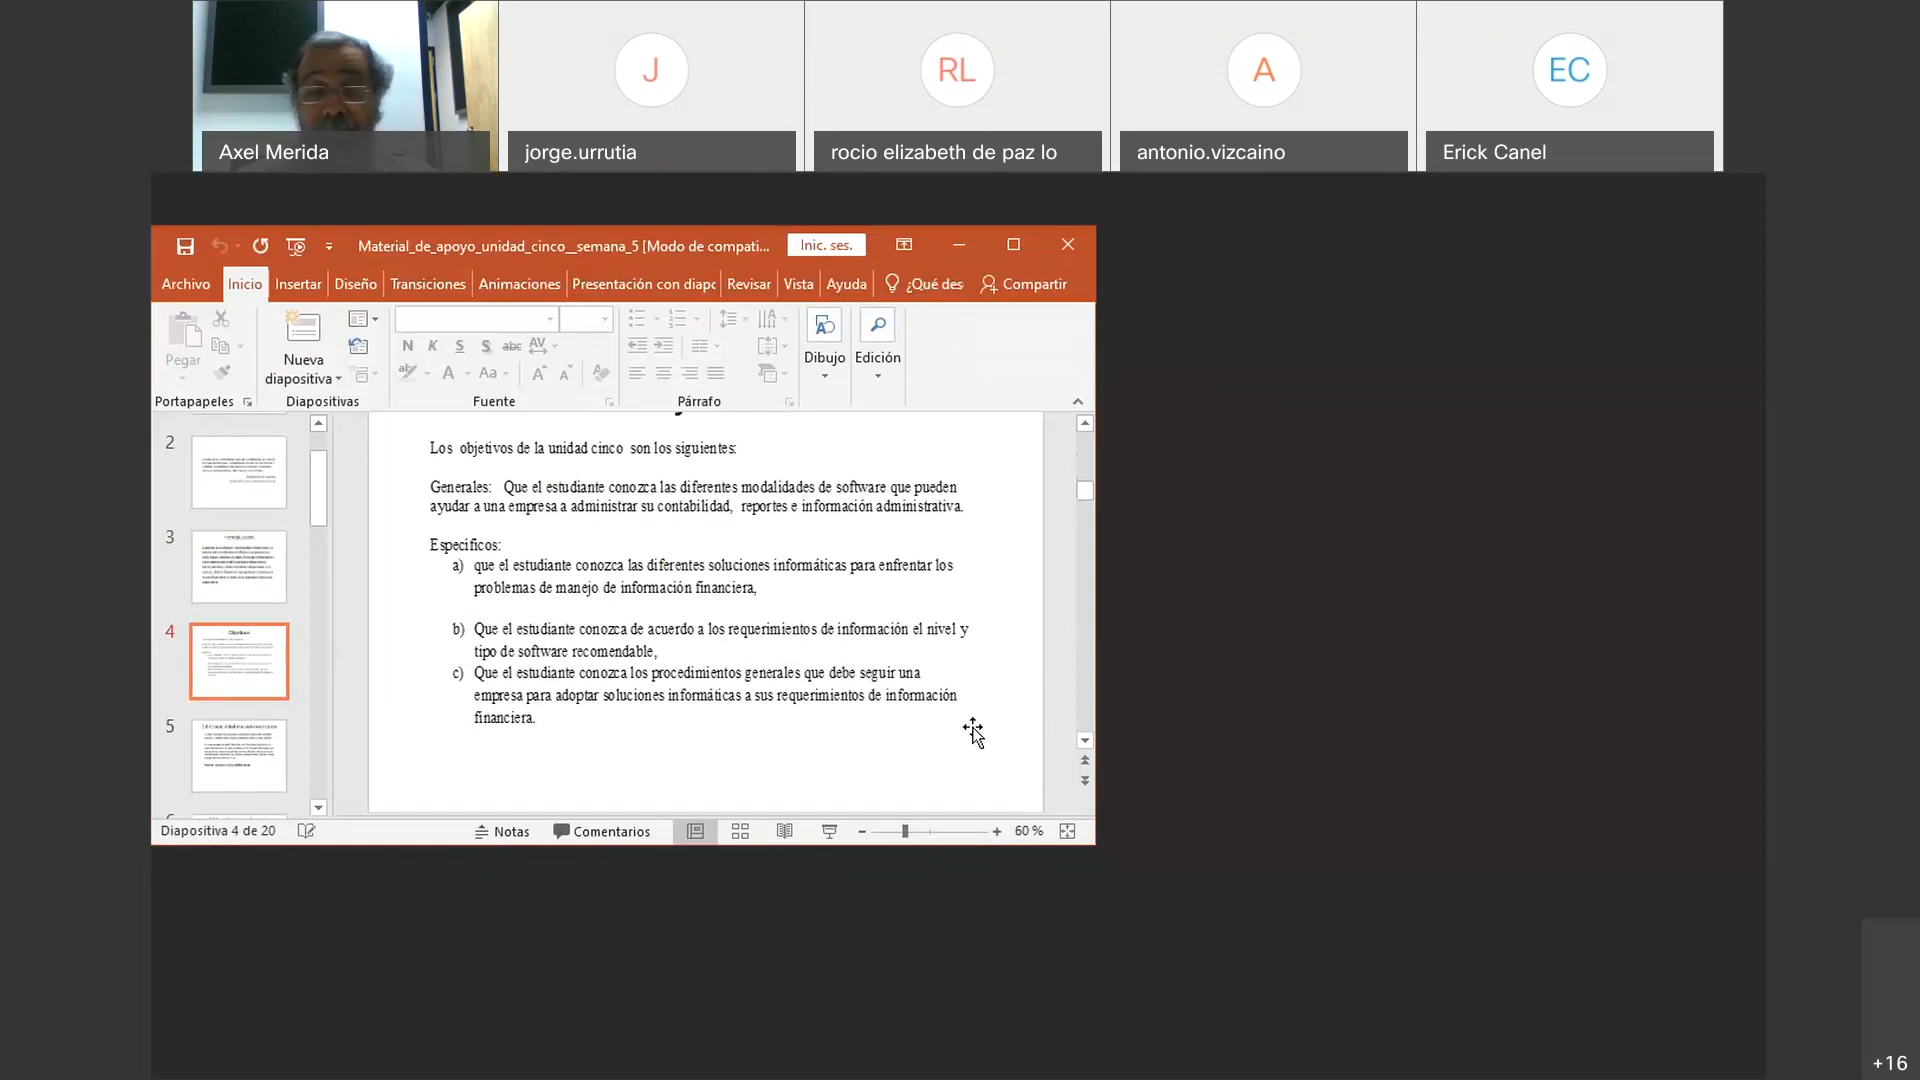 J
RL
A
EC
Axel Merida
jorge.urrutia
rocio elizabeth de paz lo
antonio.vizcaino
Erick Canel
Material_de_apoyo_unidad_cinco__semana_5 [Modo de compati...
Inic. ses.
Archivo
Inicio
Insertar
Diseño
Transiciones
Animaciones
Presentación con diapc
Revisar
Vista
Ayuda
¿Qué des
Compartir
Pegar
Nueva
diapositiva
N K S S abc AV
A Aa A A
Dibujo
Edición
Portapapeles
Diapositivas
Fuente
Párrafo
2
3
4
Objetivos
5
Los objetivos de la unidad cinco son los siguientes:
Generales: Que el estudiante conozca las diferentes modalidades de software que pueden
ayudar a una empresa a administrar su contabilidad, reportes e información administrativa.
Especificos:
a) que el estudiante conozca las diferentes soluciones informáticas para enfrentar los
problemas de manejo de información financiera,
b) Que el estudiante conozca de acuerdo a los requerimientos de información el nivel y
tipo de software recomendable,
c) Que el estudiante conozca los procedimientos generales que debe seguir una
empresa para adoptar soluciones informáticas a sus requerimientos de información
financiera.
Diapositiva 4 de 20
Notas
Comentarios
60 %
+16